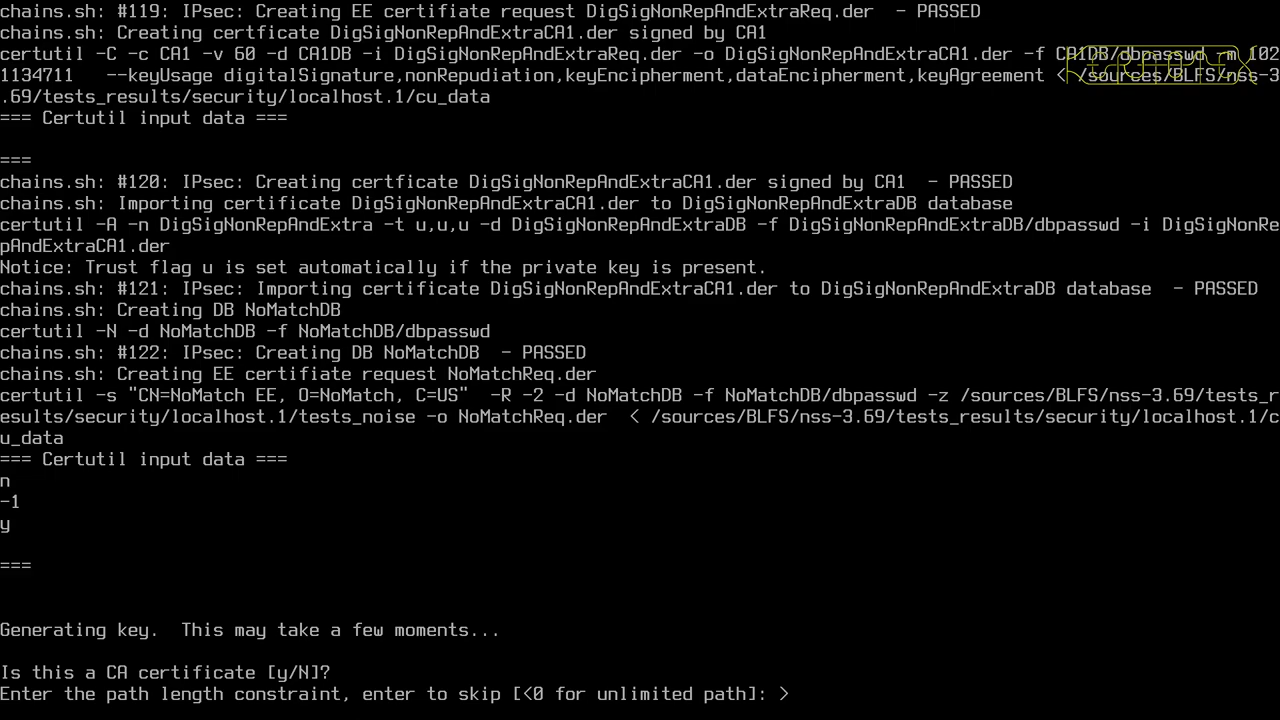 chains.sh: #119: IPsec: Creating EE certifiate request DigSigNonRepAndExtraReq.der  - PASSED
chains.sh: Creating certficate DigSigNonRepAndExtraCA1.der signed by CA1
certutil -C -c CA1 -v 60 -d CA1DB -i DigSigNonRepAndExtraReq.der -o DigSigNonRepAndExtraCA1.der -f CA1DB/dbpasswd -m 102
1134711   --keyUsage digitalSignature,nonRepudiation,keyEncipherment,dataEncipherment,keyAgreement < /sources/BLFS/nss-3
.69/tests_results/security/localhost.1/cu_data
=== Certutil input data ===
===
chains.sh: #120: IPsec: Creating certficate DigSigNonRepAndExtraCA1.der signed by CA1  - PASSED
chains.sh: Importing certificate DigSigNonRepAndExtraCA1.der to DigSigNonRepAndExtraDB database
certutil -A -n DigSigNonRepAndExtra -t u,u,u -d DigSigNonRepAndExtraDB -f DigSigNonRepAndExtraDB/dbpasswd -i DigSigNonRe
pAndExtraCA1.der
Notice: Trust flag u is set automatically if the private key is present.
chains.sh: #121: IPsec: Importing certificate DigSigNonRepAndExtraCA1.der to DigSigNonRepAndExtraDB database  - PASSED
chains.sh: Creating DB NoMatchDB
certutil -N -d NoMatchDB -f NoMatchDB/dbpasswd
chains.sh: #122: IPsec: Creating DB NoMatchDB  - PASSED
chains.sh: Creating EE certifiate request NoMatchReq.der
certutil -s "CN=NoMatch EE, O=NoMatch, C=US"  -R -2 -d NoMatchDB -f NoMatchDB/dbpasswd -z /sources/BLFS/nss-3.69/tests_r
esults/security/localhost.1/tests_noise -o NoMatchReq.der  < /sources/BLFS/nss-3.69/tests_results/security/localhost.1/c
u_data
=== Certutil input data ===
n
-1
y
===
Generating key.  This may take a few moments...
Is this a CA certificate [y/N]?
Enter the path length constraint, enter to skip [<0 for unlimited path]: >